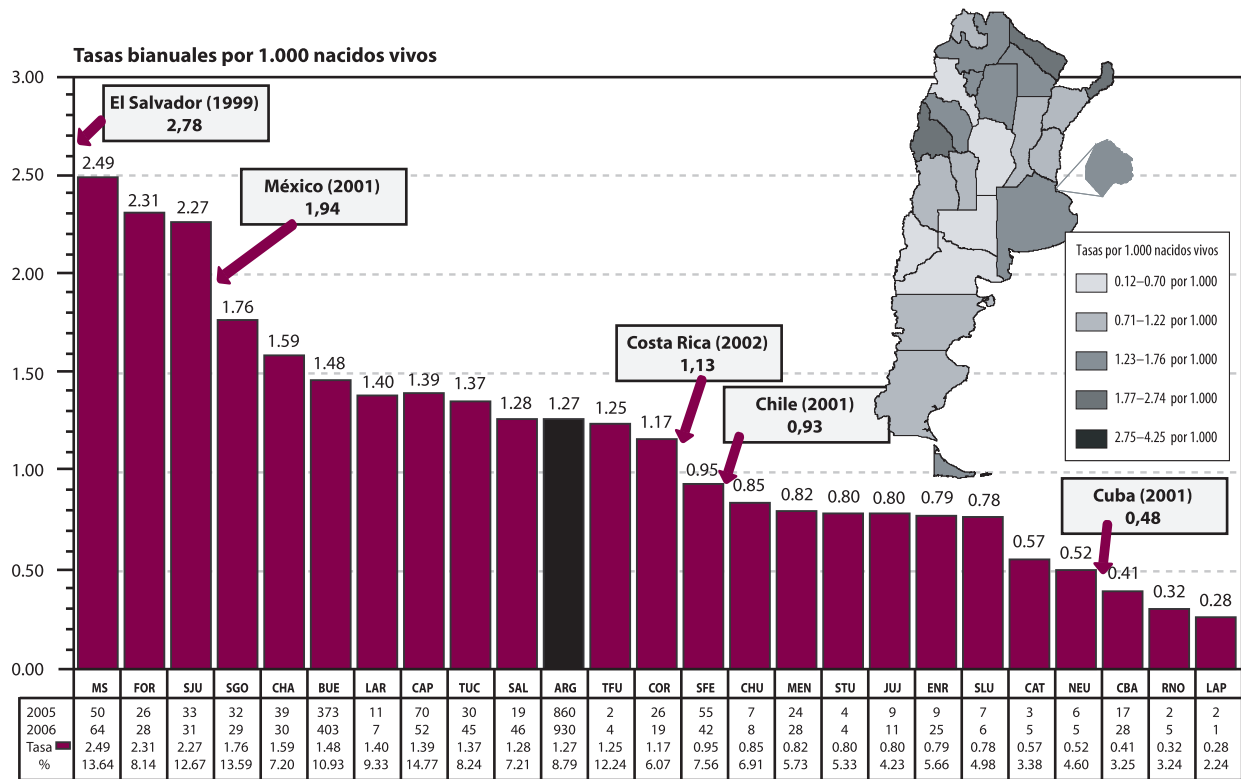 Tasas bianuales por 1.000 nacidos vivos
3.00
2.50
2.00
1.50
1.00
0.50
0.00
El Salvador (1999)
2,78
México (2001)
1,94
Costa Rica (2002)
1,13
Chile (2001)
0,93
Cuba (2001)
0,48
2.49
2.31
2.27
1.76
1.59
1.48
1.40
1.39
1.37
1.28
1.27
1.25
1.17
0.95
0.85
0.82
0.80
0.80
0.79
0.78
0.57
0.52
0.41
0.32
0.28
Tasas por 1.000 nacidos vivos
0.12–0.70 por 1.000
0.71–1.22 por 1.000
1.23–1.76 por 1.000
1.77–2.74 por 1.000
2.75–4.25 por 1.000
MS FOR SJU SGO CHA BUE LAR CAP TUC SAL ARG TFU COR SFE CHU MEN STU JUJ ENR SLU CAT NEU CBA RNO LAP
2005 50 26 33 32 39 373 11 70 30 19 860 2 26 55 7 24 4 9 9 7 3 6 17 2 2
2006 64 28 31 29 30 403 7 52 45 46 930 4 19 42 8 28 4 11 25 6 5 5 28 5 1
Tasa 2.49 2.31 2.27 1.76 1.59 1.48 1.40 1.39 1.37 1.28 1.27 1.25 1.17 0.95 0.85 0.82 0.80 0.80 0.79 0.78 0.57 0.52 0.41 0.32 0.28
% 13.64 8.14 12.67 13.59 7.20 10.93 9.33 14.77 8.24 7.21 8.79 12.24 6.07 7.56 6.91 5.73 5.33 4.23 5.66 4.98 3.38 4.60 3.25 3.24 2.24